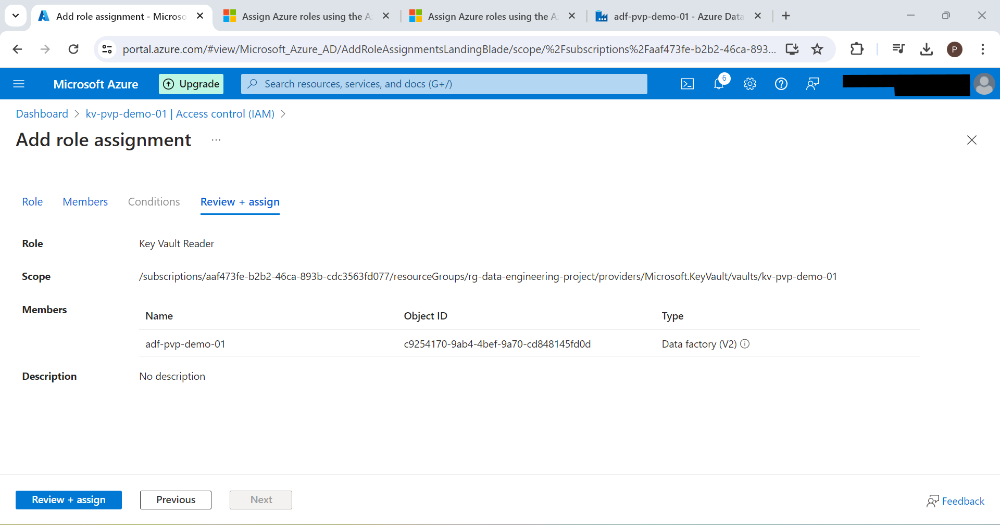 Add role assignment - Microso
Assign Azure roles using the A
Assign Azure roles using the A
adf-pvp-demo-01 - Azure Data
portal.azure.com/#view/Microsoft_Azure_AD/AddRoleAssignmentsLandingBlade/scope/%2Fsubscriptions%2Faaf473fe-b2b2-46ca-893...
P
Microsoft Azure
Upgrade
Search resources, services, and docs (G+/)
6
Dashboard > kv-pvp-demo-01 | Access control (IAM) >
Add role assignment ...
Role
Members
Conditions
Review + assign
Role Key Vault Reader
Scope /subscriptions/aaf473fe-b2b2-46ca-893b-cdc3563fd077/resourceGroups/rg-data-engineering-project/providers/Microsoft.KeyVault/vaults/kv-pvp-demo-01
Members
Name Object ID Type
adf-pvp-demo-01 c9254170-9ab4-4bef-9a70-cd848145fd0d Data factory (V2)
Description No description
Review + assign
Previous
Next
Feedback